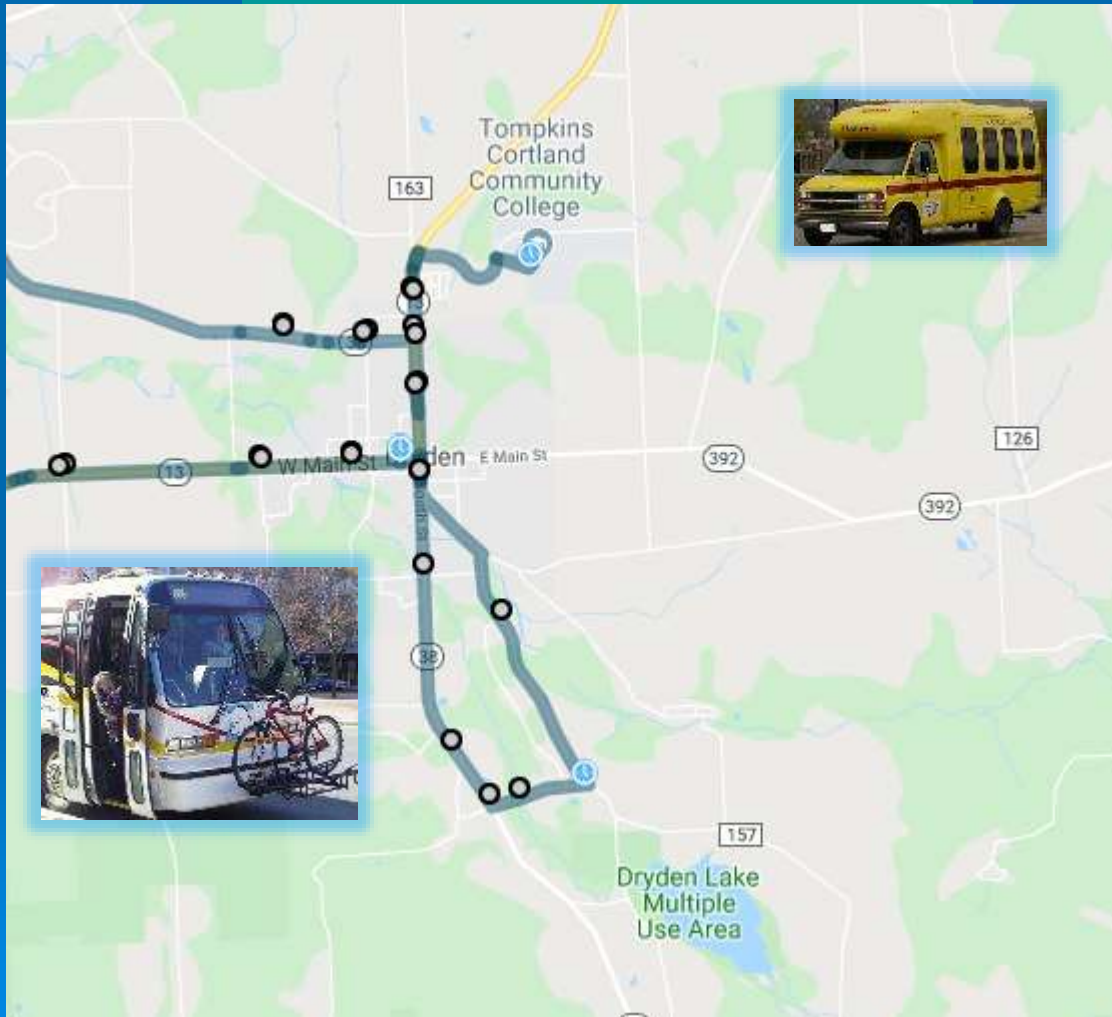 Tompkins
Cortland
Community
College
163
W Main St
E Main St
13
392
126
392
38
157
Dryden Lake
Multiple
Use Area